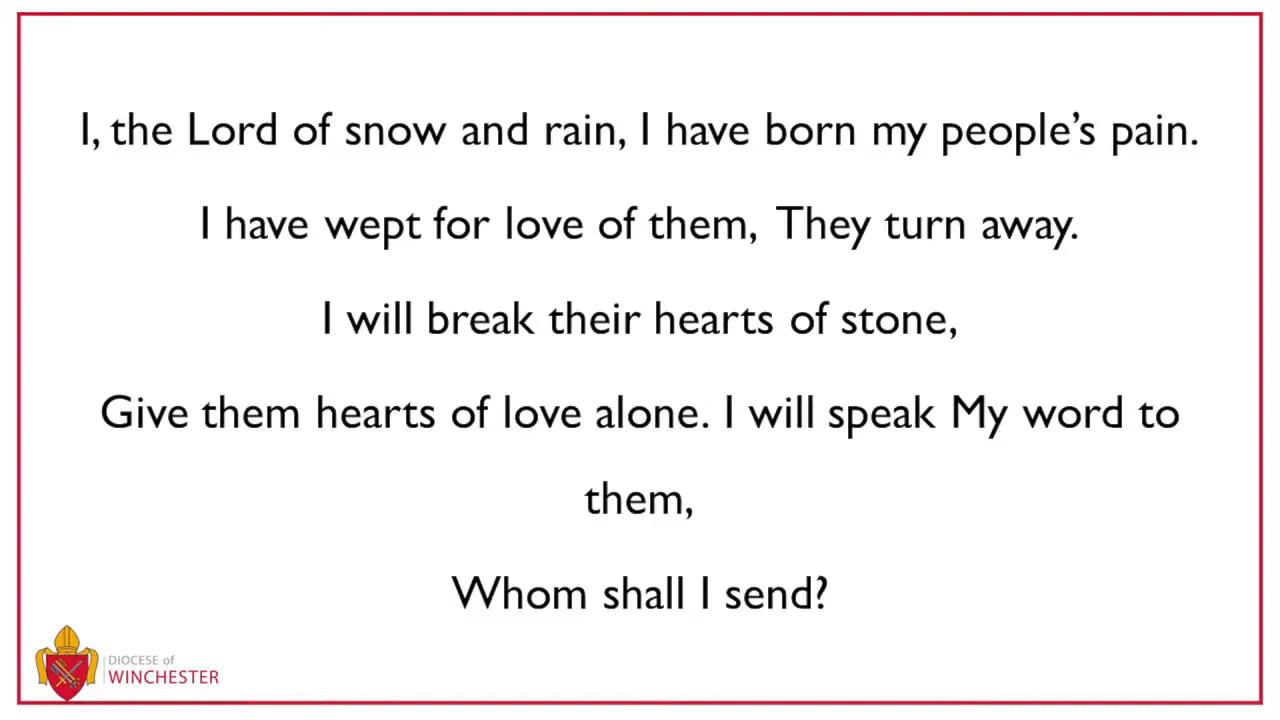 I, the Lord of snow and rain, I have born my people’s pain.
I have wept for love of them, They turn away.
I will break their hearts of stone,
Give them hearts of love alone. I will speak My word to
them,
Whom shall I send?
DIOCESE of
WINCHESTER